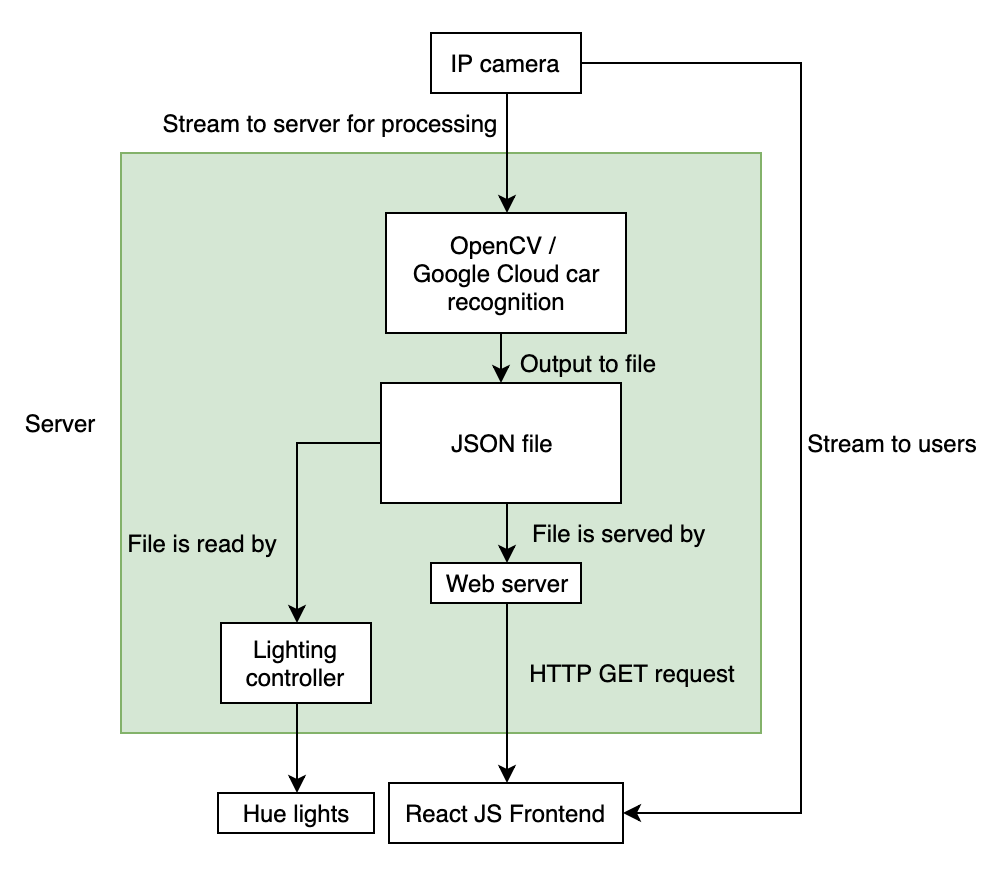 IP camera
Stream to server for processing
OpenCV /
Google Cloud car
recognition
Output to file
Server
JSON file
Stream to users
File is read by
File is served by
Web server
Lighting
controller
HTTP GET request
Hue lights
React JS Frontend